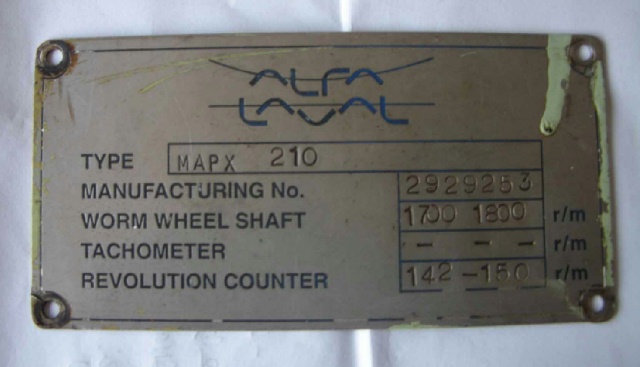 ALFA
LAVAL
TYPE MAPX 210
MANUFACTURING No. 2929253
WORM WHEEL SHAFT 1700 1800 r/m
TACHOMETER - - - r/m
REVOLUTION COUNTER 142-150 r/m